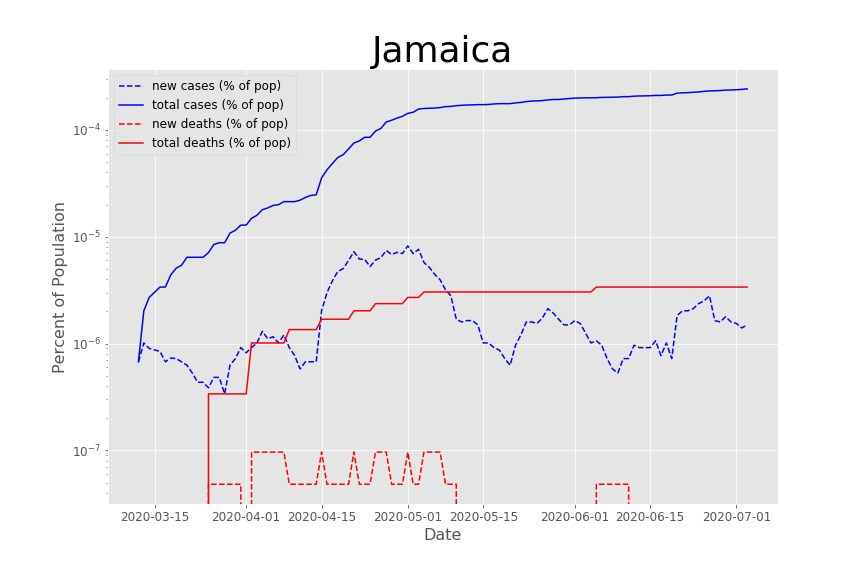 Jamaica
new cases (% of pop)
total cases (% of pop)
new deaths (% of pop)
total deaths (% of pop)
10⁻⁴
10⁻⁵
10⁻⁶
10⁻⁷
Percent of Population
2020-03-15 2020-04-01 2020-04-15 2020-05-01 2020-05-15 2020-06-01 2020-06-15 2020-07-01
Date